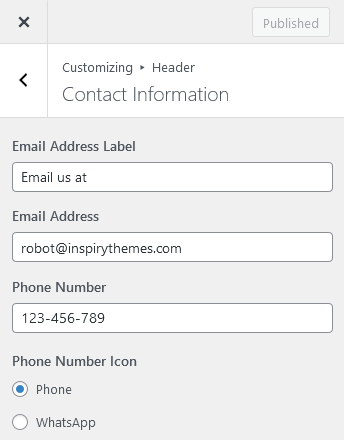 Published
Customizing ▸ Header
Contact Information
Email Address Label
Email us at
Email Address
robot@inspirythemes.com
Phone Number
123-456-789
Phone Number Icon
Phone
WhatsApp